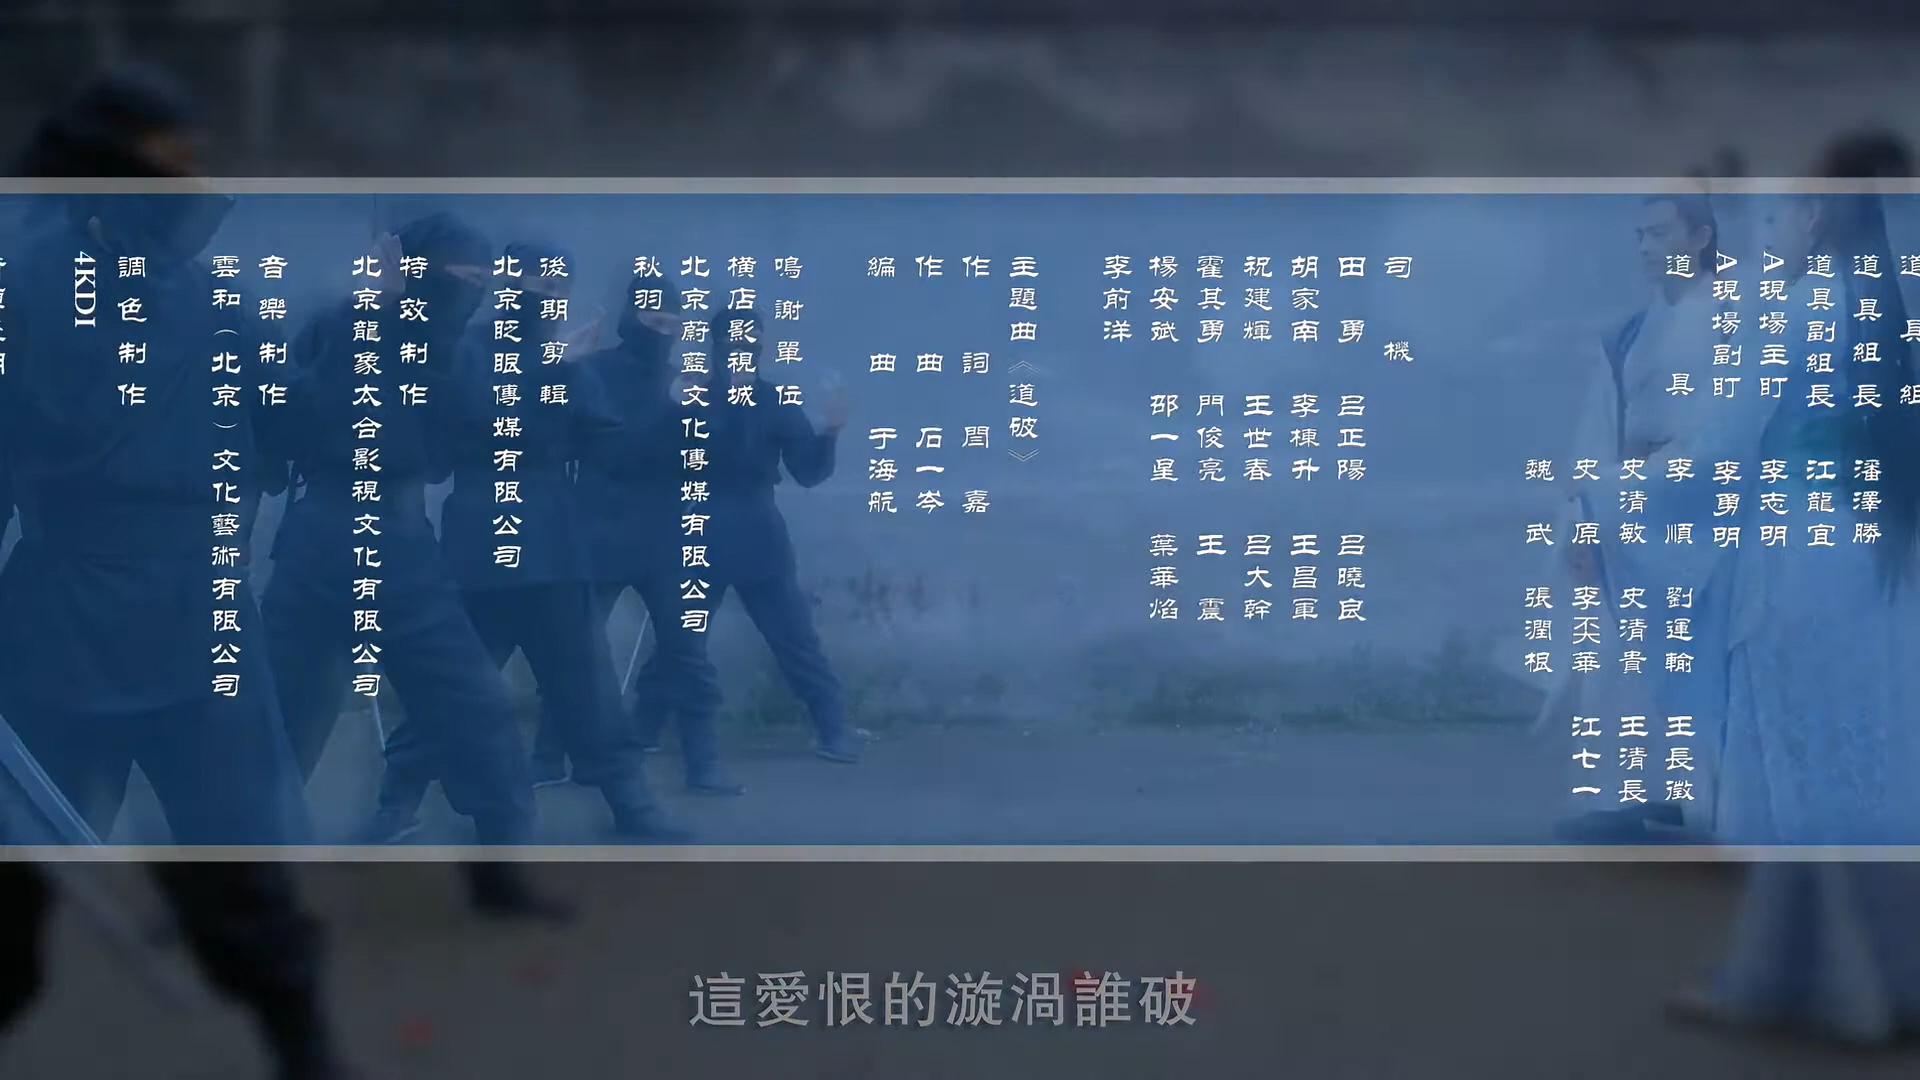 道具組
道具組長 潘澤勝
道具副組長 江龍宜
A現場主盯 李志明
A現場副盯 李勇明
道具 李順 劉運輸 王長徵
史清敏 史清貴 王清長
史原 李奕華 江七一
魏武 張潤根
司機
田勇 呂正陽 呂曉良
胡家南 李棟升 王昌軍
祝建輝 王世春 呂大幹
霍其勇 門俊亮 王震
楊安斌 邵一星 葉華焰
李前洋
主題曲《道破》
作詞 閆嘉
作曲 石一岑
編曲 于海航
鳴謝單位
橫店影視城
北京蔚藍文化傳媒有限公司
秋羽
後期剪輯
北京眨眼傳媒有限公司
特效制作
北京龍象太合影視文化有限公司
音樂制作
雲和（北京）文化藝術有限公司
調色制作
4KDI
這愛恨的漩渦誰破